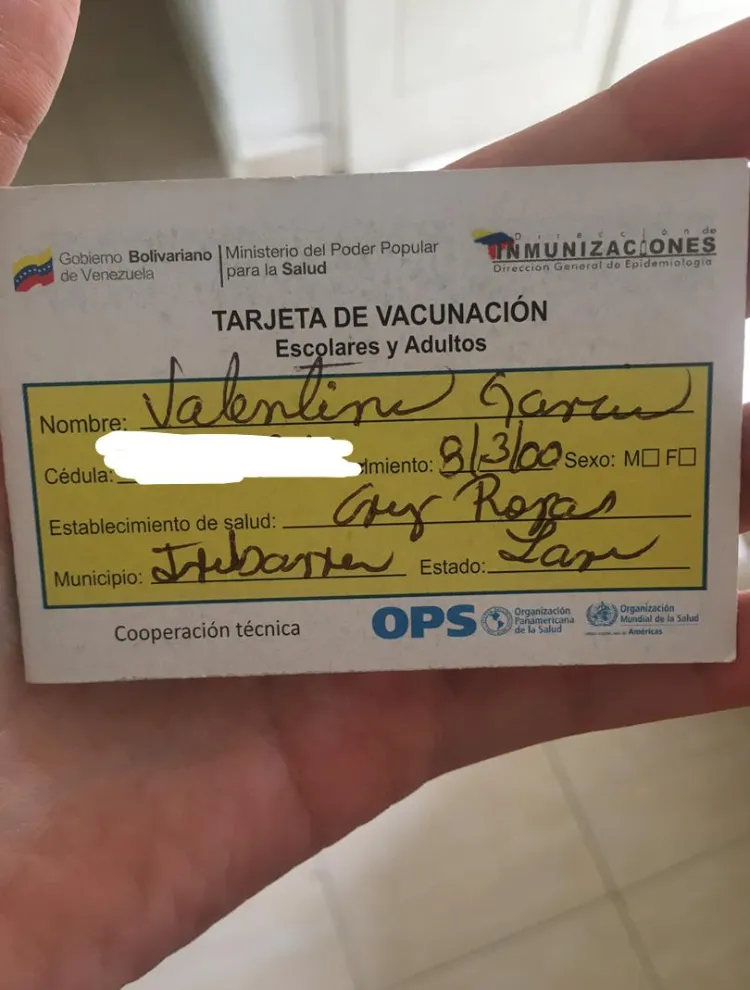 Gobierno Bolivariano de Venezuela
Ministerio del Poder Popular para la Salud
Dirección de
INMUNIZACIONES
Dirección General de Epidemiología
TARJETA DE VACUNACIÓN
Escolares y Adultos
Nombre: Valentina Garcia
Cédula: imiento: 8/3/00 Sexo: M F
Establecimiento de salud: Rojas
Municipio: Iribarren Estado: Lara
Cooperación técnica
OPS
Organización
Panamericana
de la Salud
Organización
Mundial de la Salud
Américas